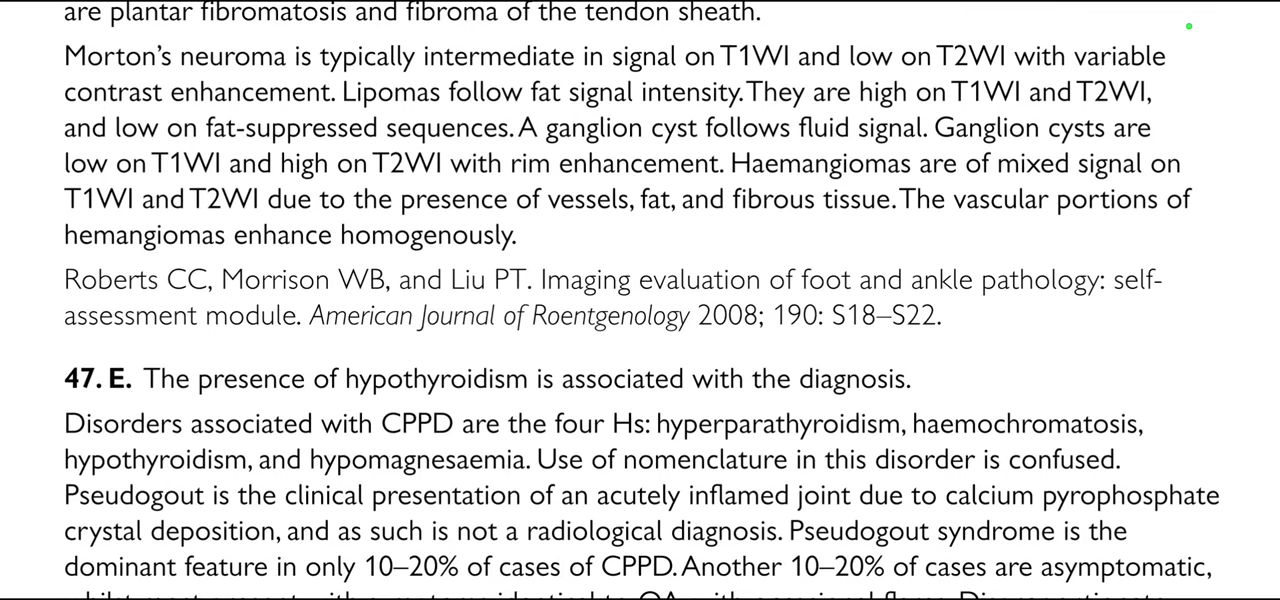 are plantar fibromatosis and fibroma of the tendon sheath.
Morton's neuroma is typically intermediate in signal on T1WI and low on T2WI with variable
contrast enhancement. Lipomas follow fat signal intensity. They are high on T1WI and T2WI,
and low on fat-suppressed sequences. A ganglion cyst follows fluid signal. Ganglion cysts are
low on T1WI and high on T2WI with rim enhancement. Haemangiomas are of mixed signal on
T1WI and T2WI due to the presence of vessels, fat, and fibrous tissue. The vascular portions of
hemangiomas enhance homogenously.
Roberts CC, Morrison WB, and Liu PT. Imaging evaluation of foot and ankle pathology: self-
assessment module. American Journal of Roentgenology 2008; 190: S18–S22.
47. E. The presence of hypothyroidism is associated with the diagnosis.
Disorders associated with CPPD are the four Hs: hyperparathyroidism, haemochromatosis,
hypothyroidism, and hypomagnesaemia. Use of nomenclature in this disorder is confused.
Pseudogout is the clinical presentation of an acutely inflamed joint due to calcium pyrophosphate
crystal deposition, and as such is not a radiological diagnosis. Pseudogout syndrome is the
dominant feature in only 10–20% of cases of CPPD. Another 10–20% of cases are asymptomatic,